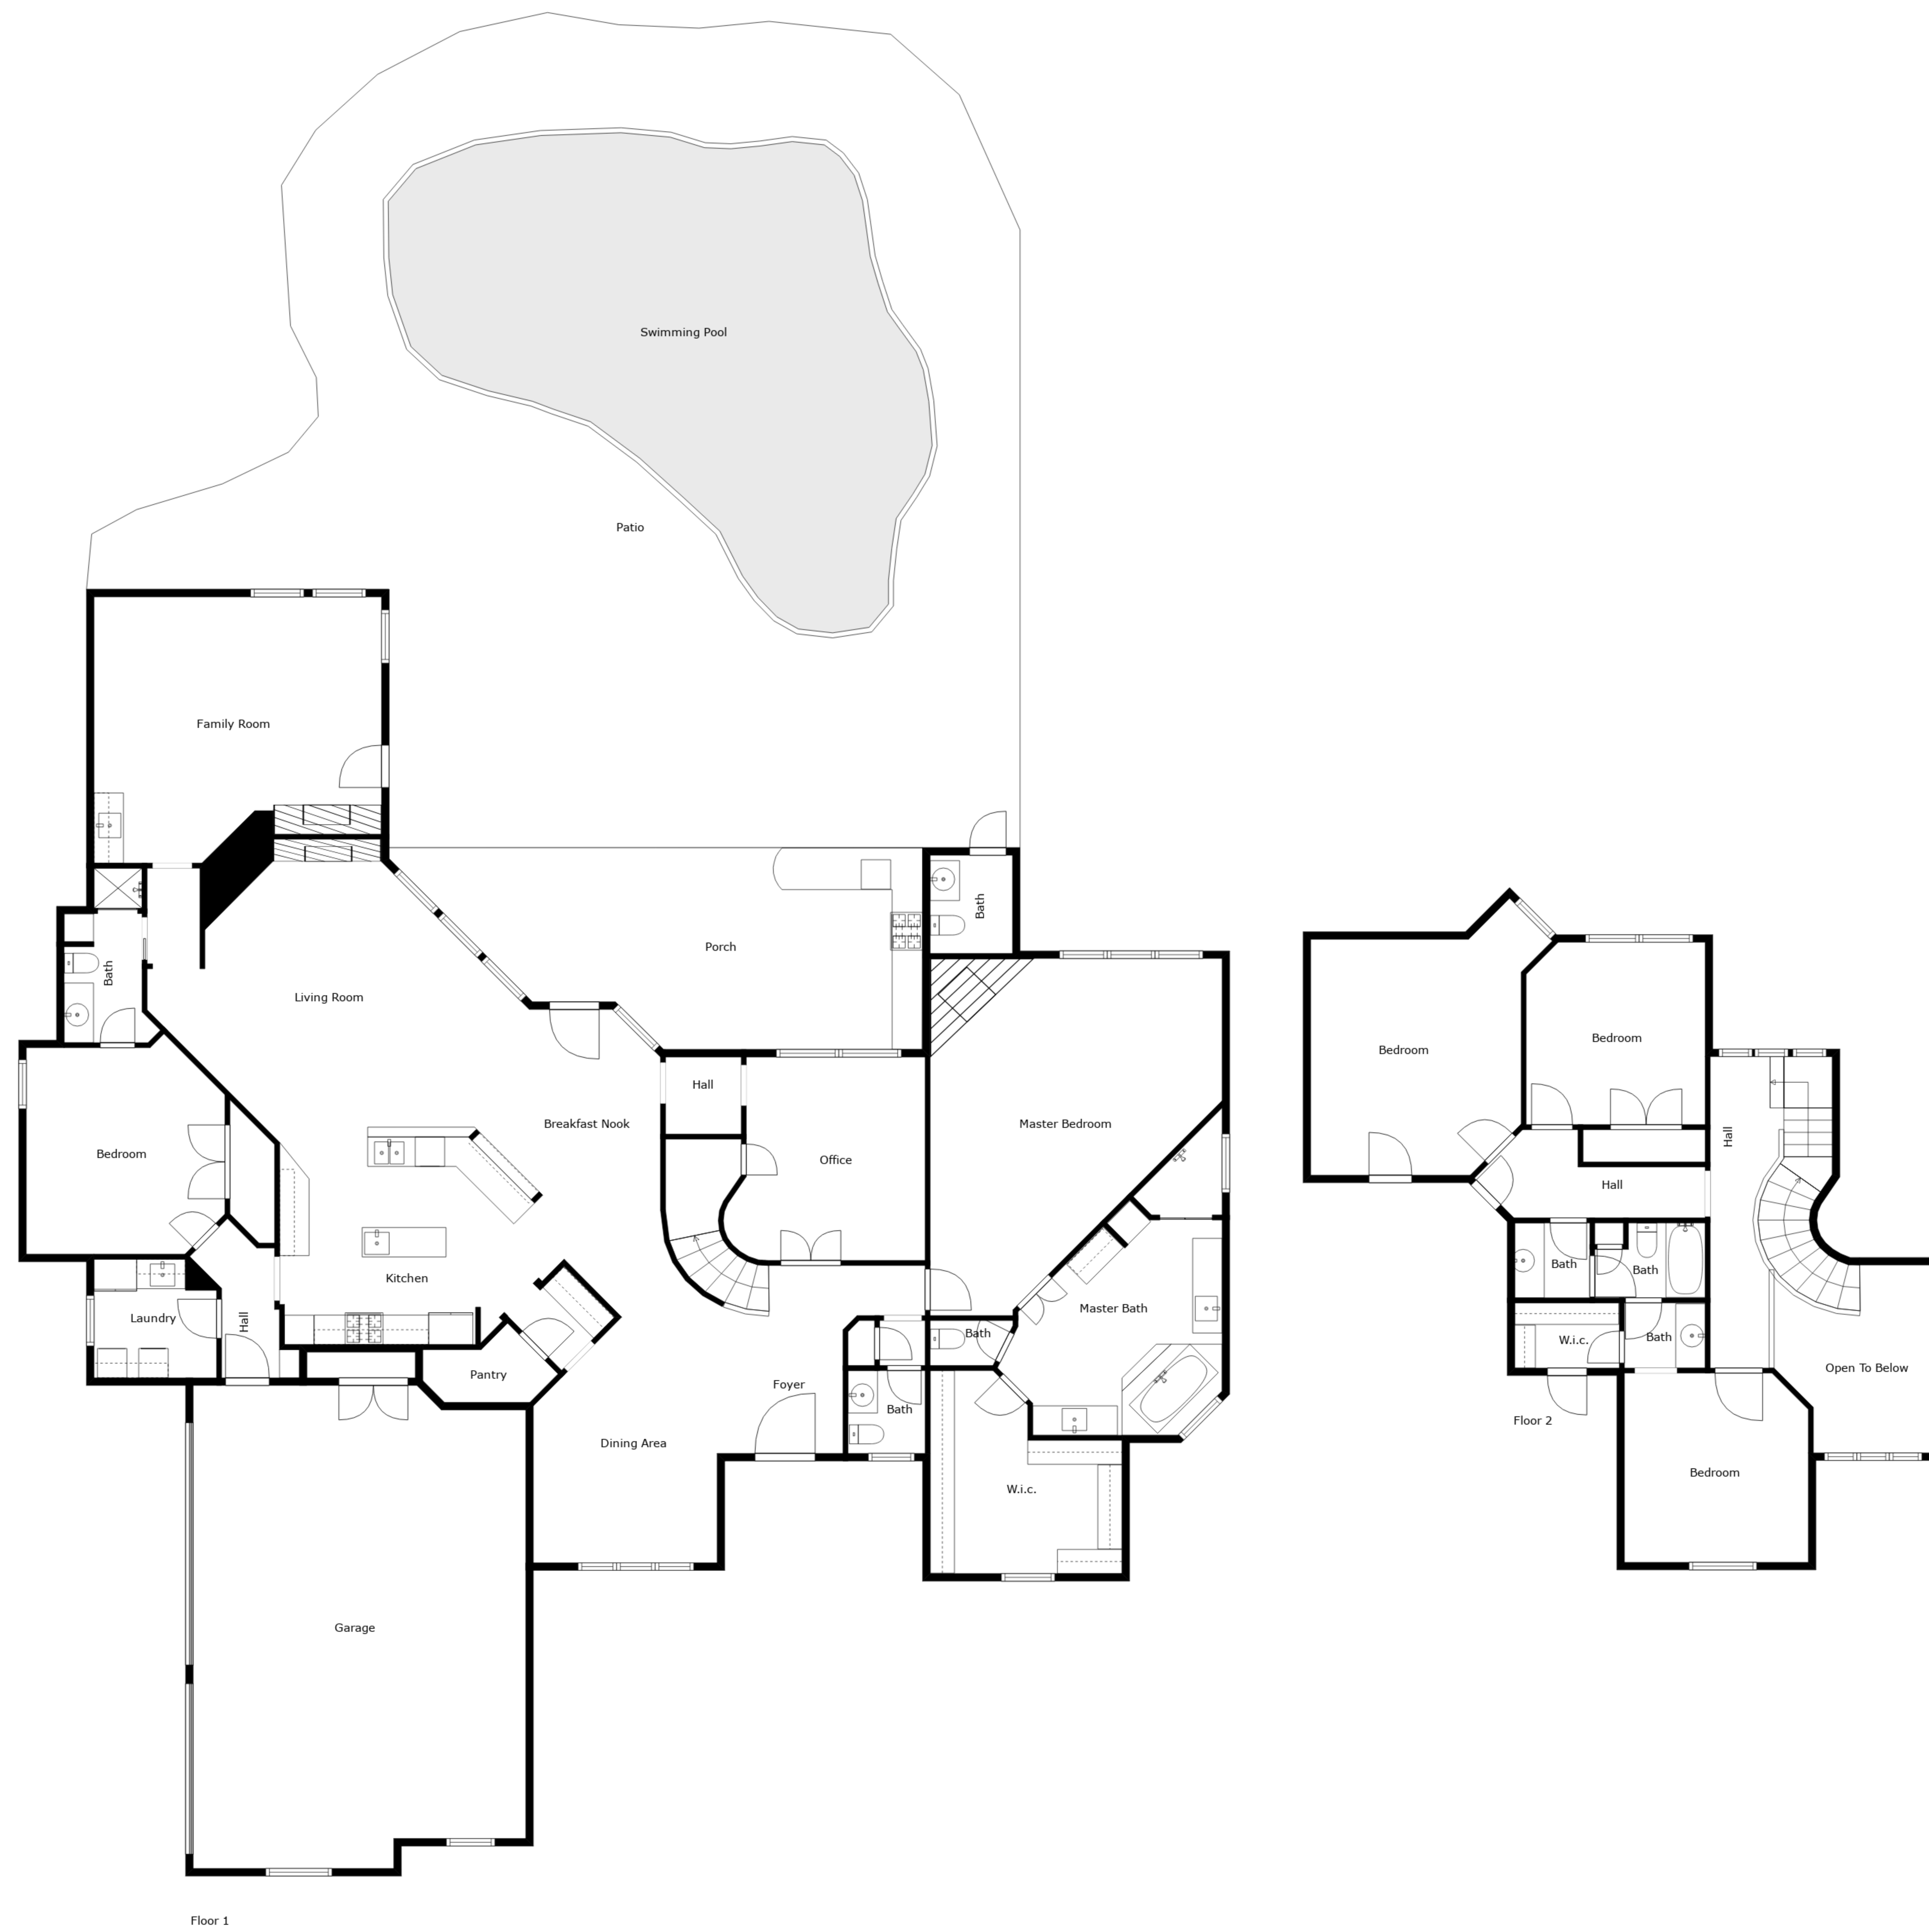 Swimming Pool
Patio
Family Room
Bath
Porch
Living Room
Bath
Hall
Breakfast Nook
Master Bedroom
Office
Bedroom
Kitchen
Master Bath
Laundry
Hall
Bath
Pantry
Foyer
Bath
Dining Area
W.i.c.
Garage
Floor 1
Bedroom
Bedroom
Hall
Hall
Bath
Bath
W.i.c.
Bath
Open To Below
Floor 2
Bedroom